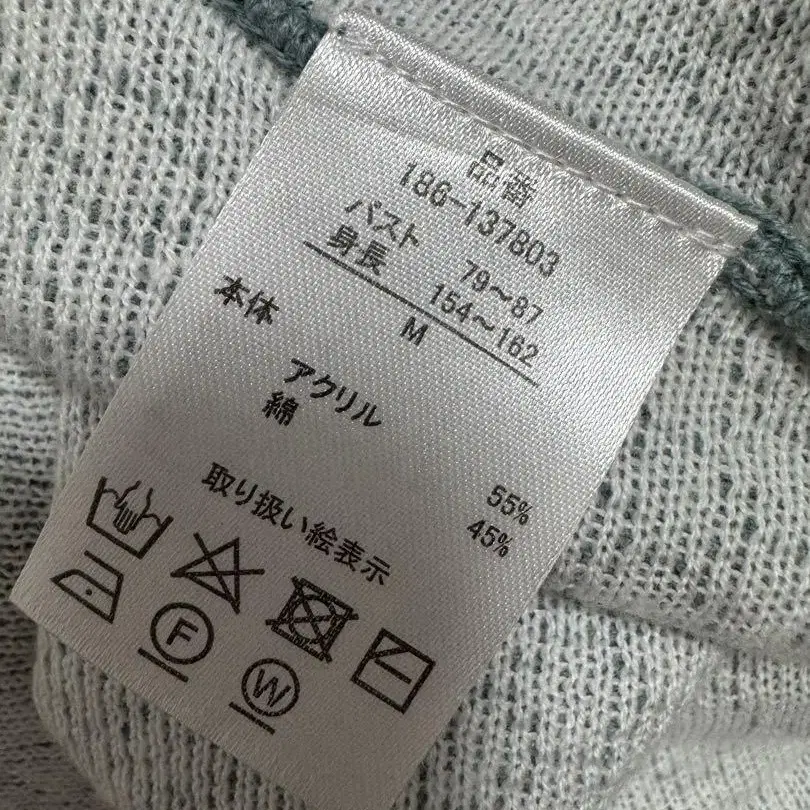 品番
186-137803
バスト 79～87
身長 154～162
M
本体
アクリル 55%
綿 45%
取り扱い絵表示
F
W